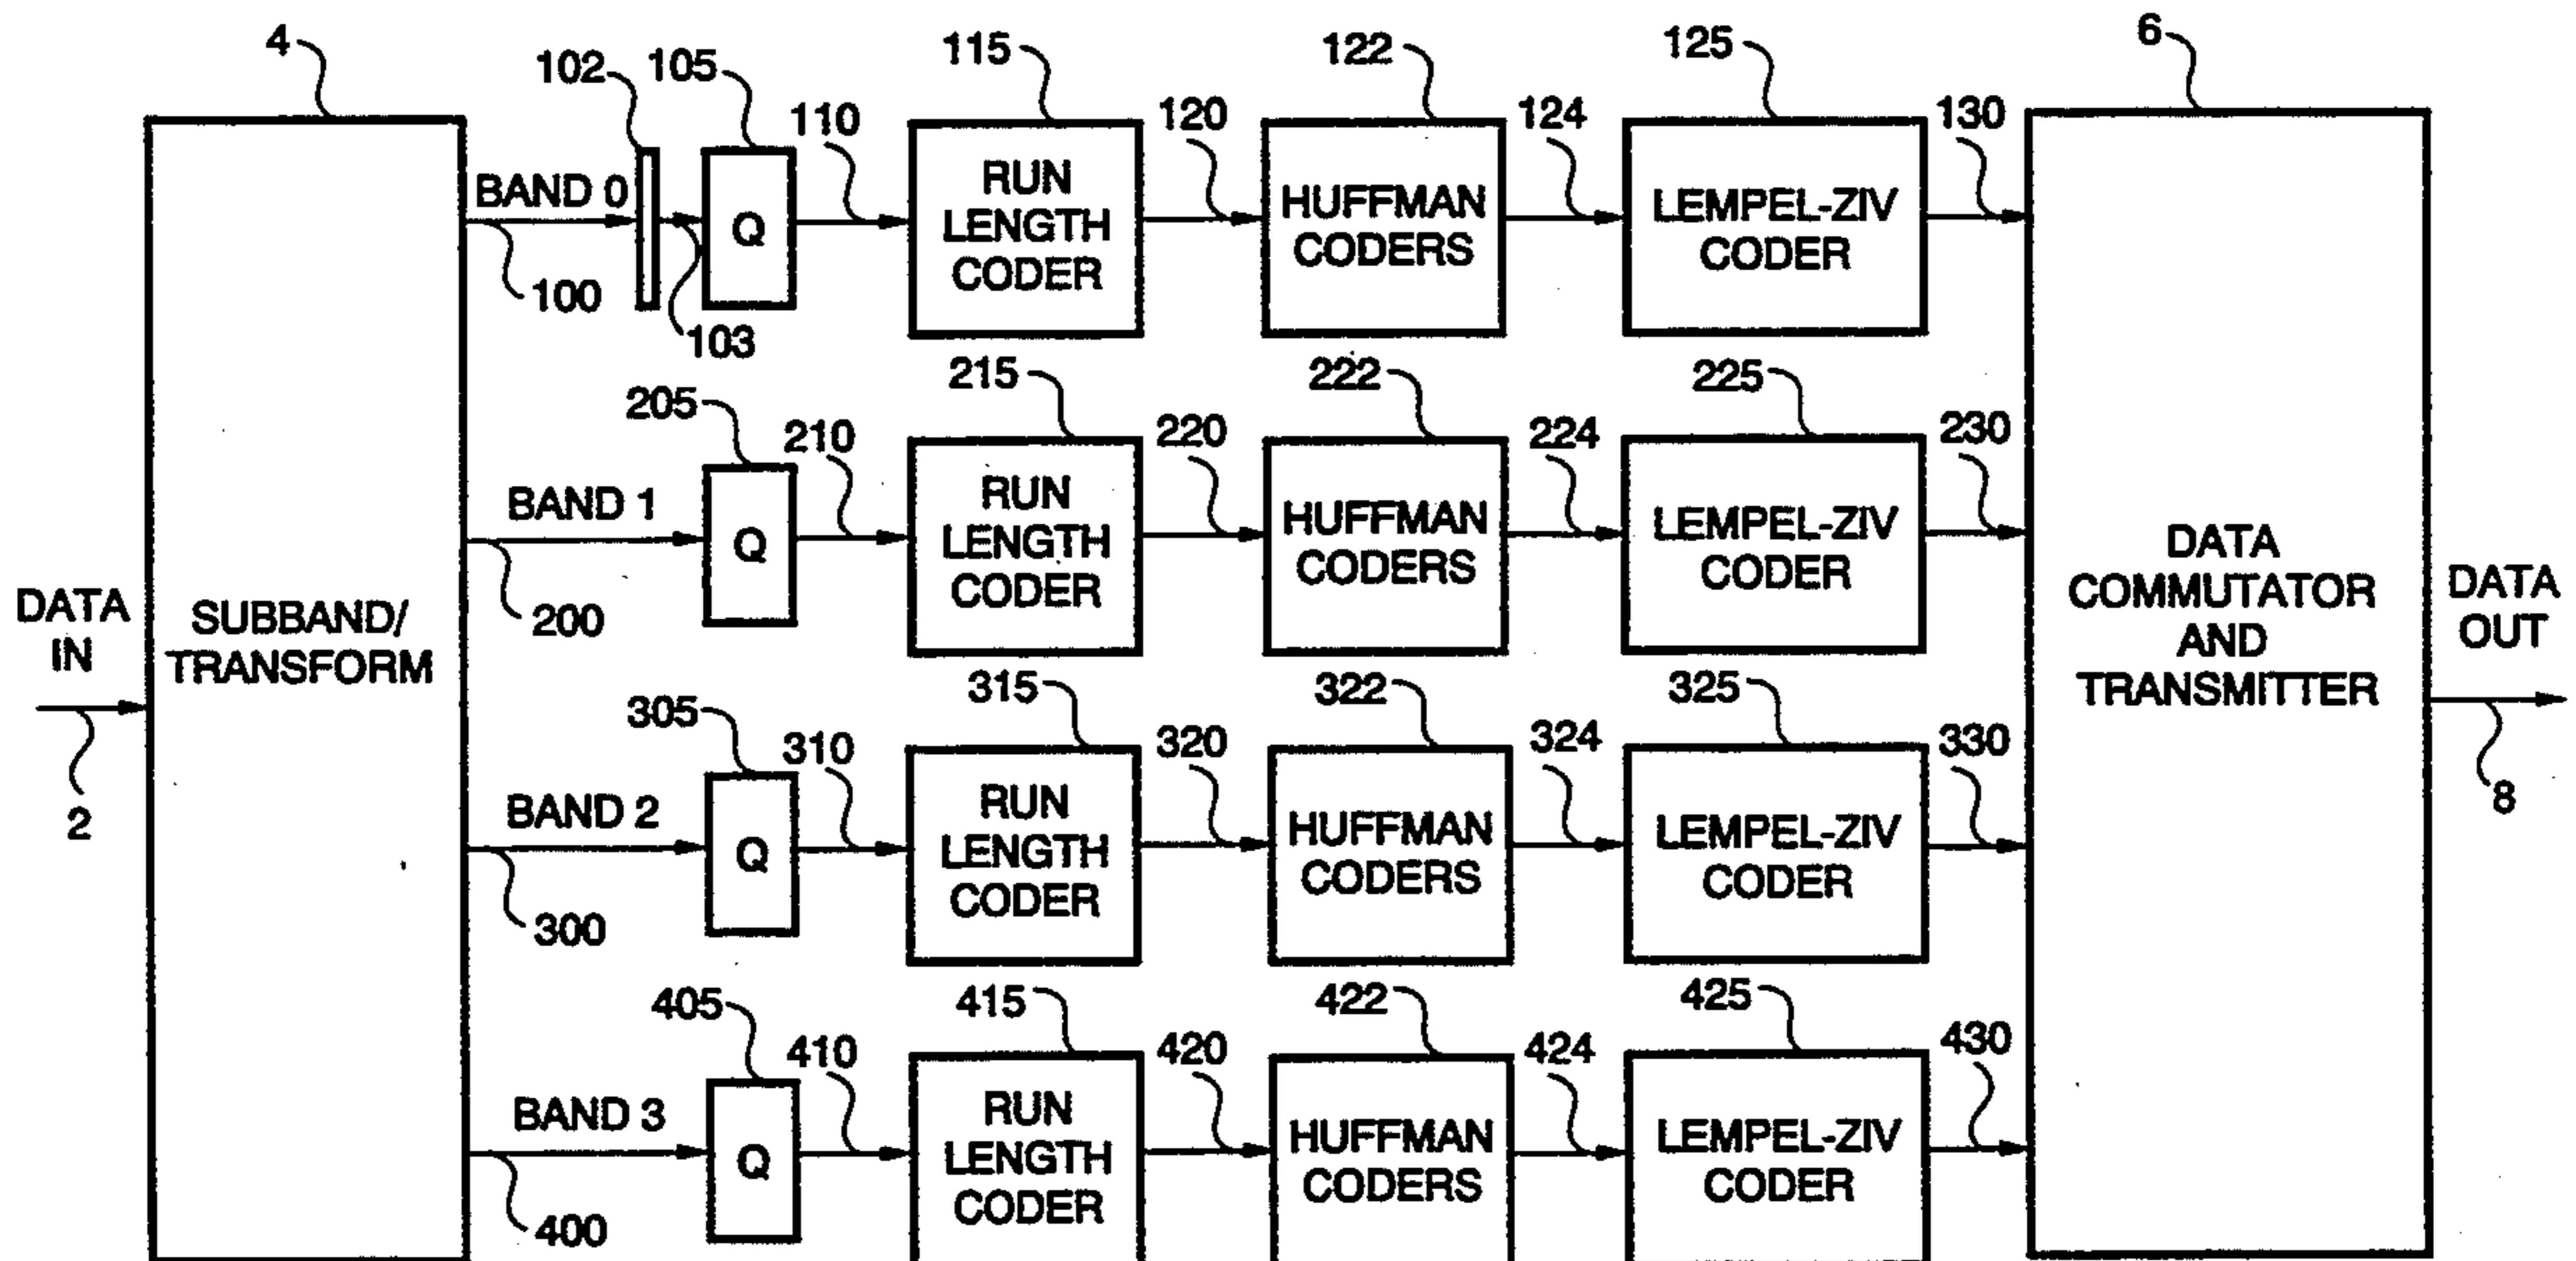 4
102
105
110
115
120
122
124
125
130
6
BAND 0
100
103
Q
RUN
LENGTH
CODER
HUFFMAN
CODERS
LEMPEL-ZIV
CODER
205
210
215
220
222
224
225
230
BAND 1
200
Q
RUN
LENGTH
CODER
HUFFMAN
CODERS
LEMPEL-ZIV
CODER
DATA
IN
2
SUBBAND/
TRANSFORM
DATA
COMMUTATOR
AND
TRANSMITTER
DATA
OUT
8
305
310
315
320
322
324
325
330
BAND 2
300
Q
RUN
LENGTH
CODER
HUFFMAN
CODERS
LEMPEL-ZIV
CODER
405
410
415
420
422
424
425
430
BAND 3
400
Q
RUN
LENGTH
CODER
HUFFMAN
CODERS
LEMPEL-ZIV
CODER